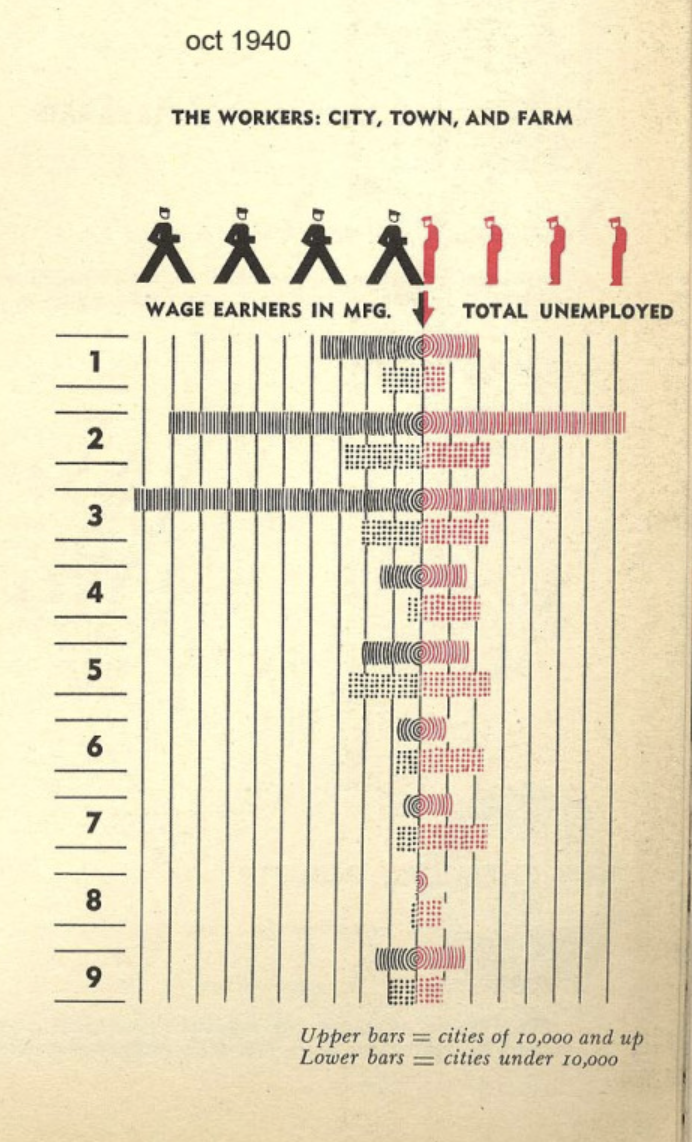 oct 1940
THE WORKERS: CITY, TOWN, AND FARM
WAGE EARNERS IN MFG. TOTAL UNEMPLOYED
1
2
3
4
5
6
7
8
9
Upper bars = cities of 10,000 and up
Lower bars = cities under 10,000